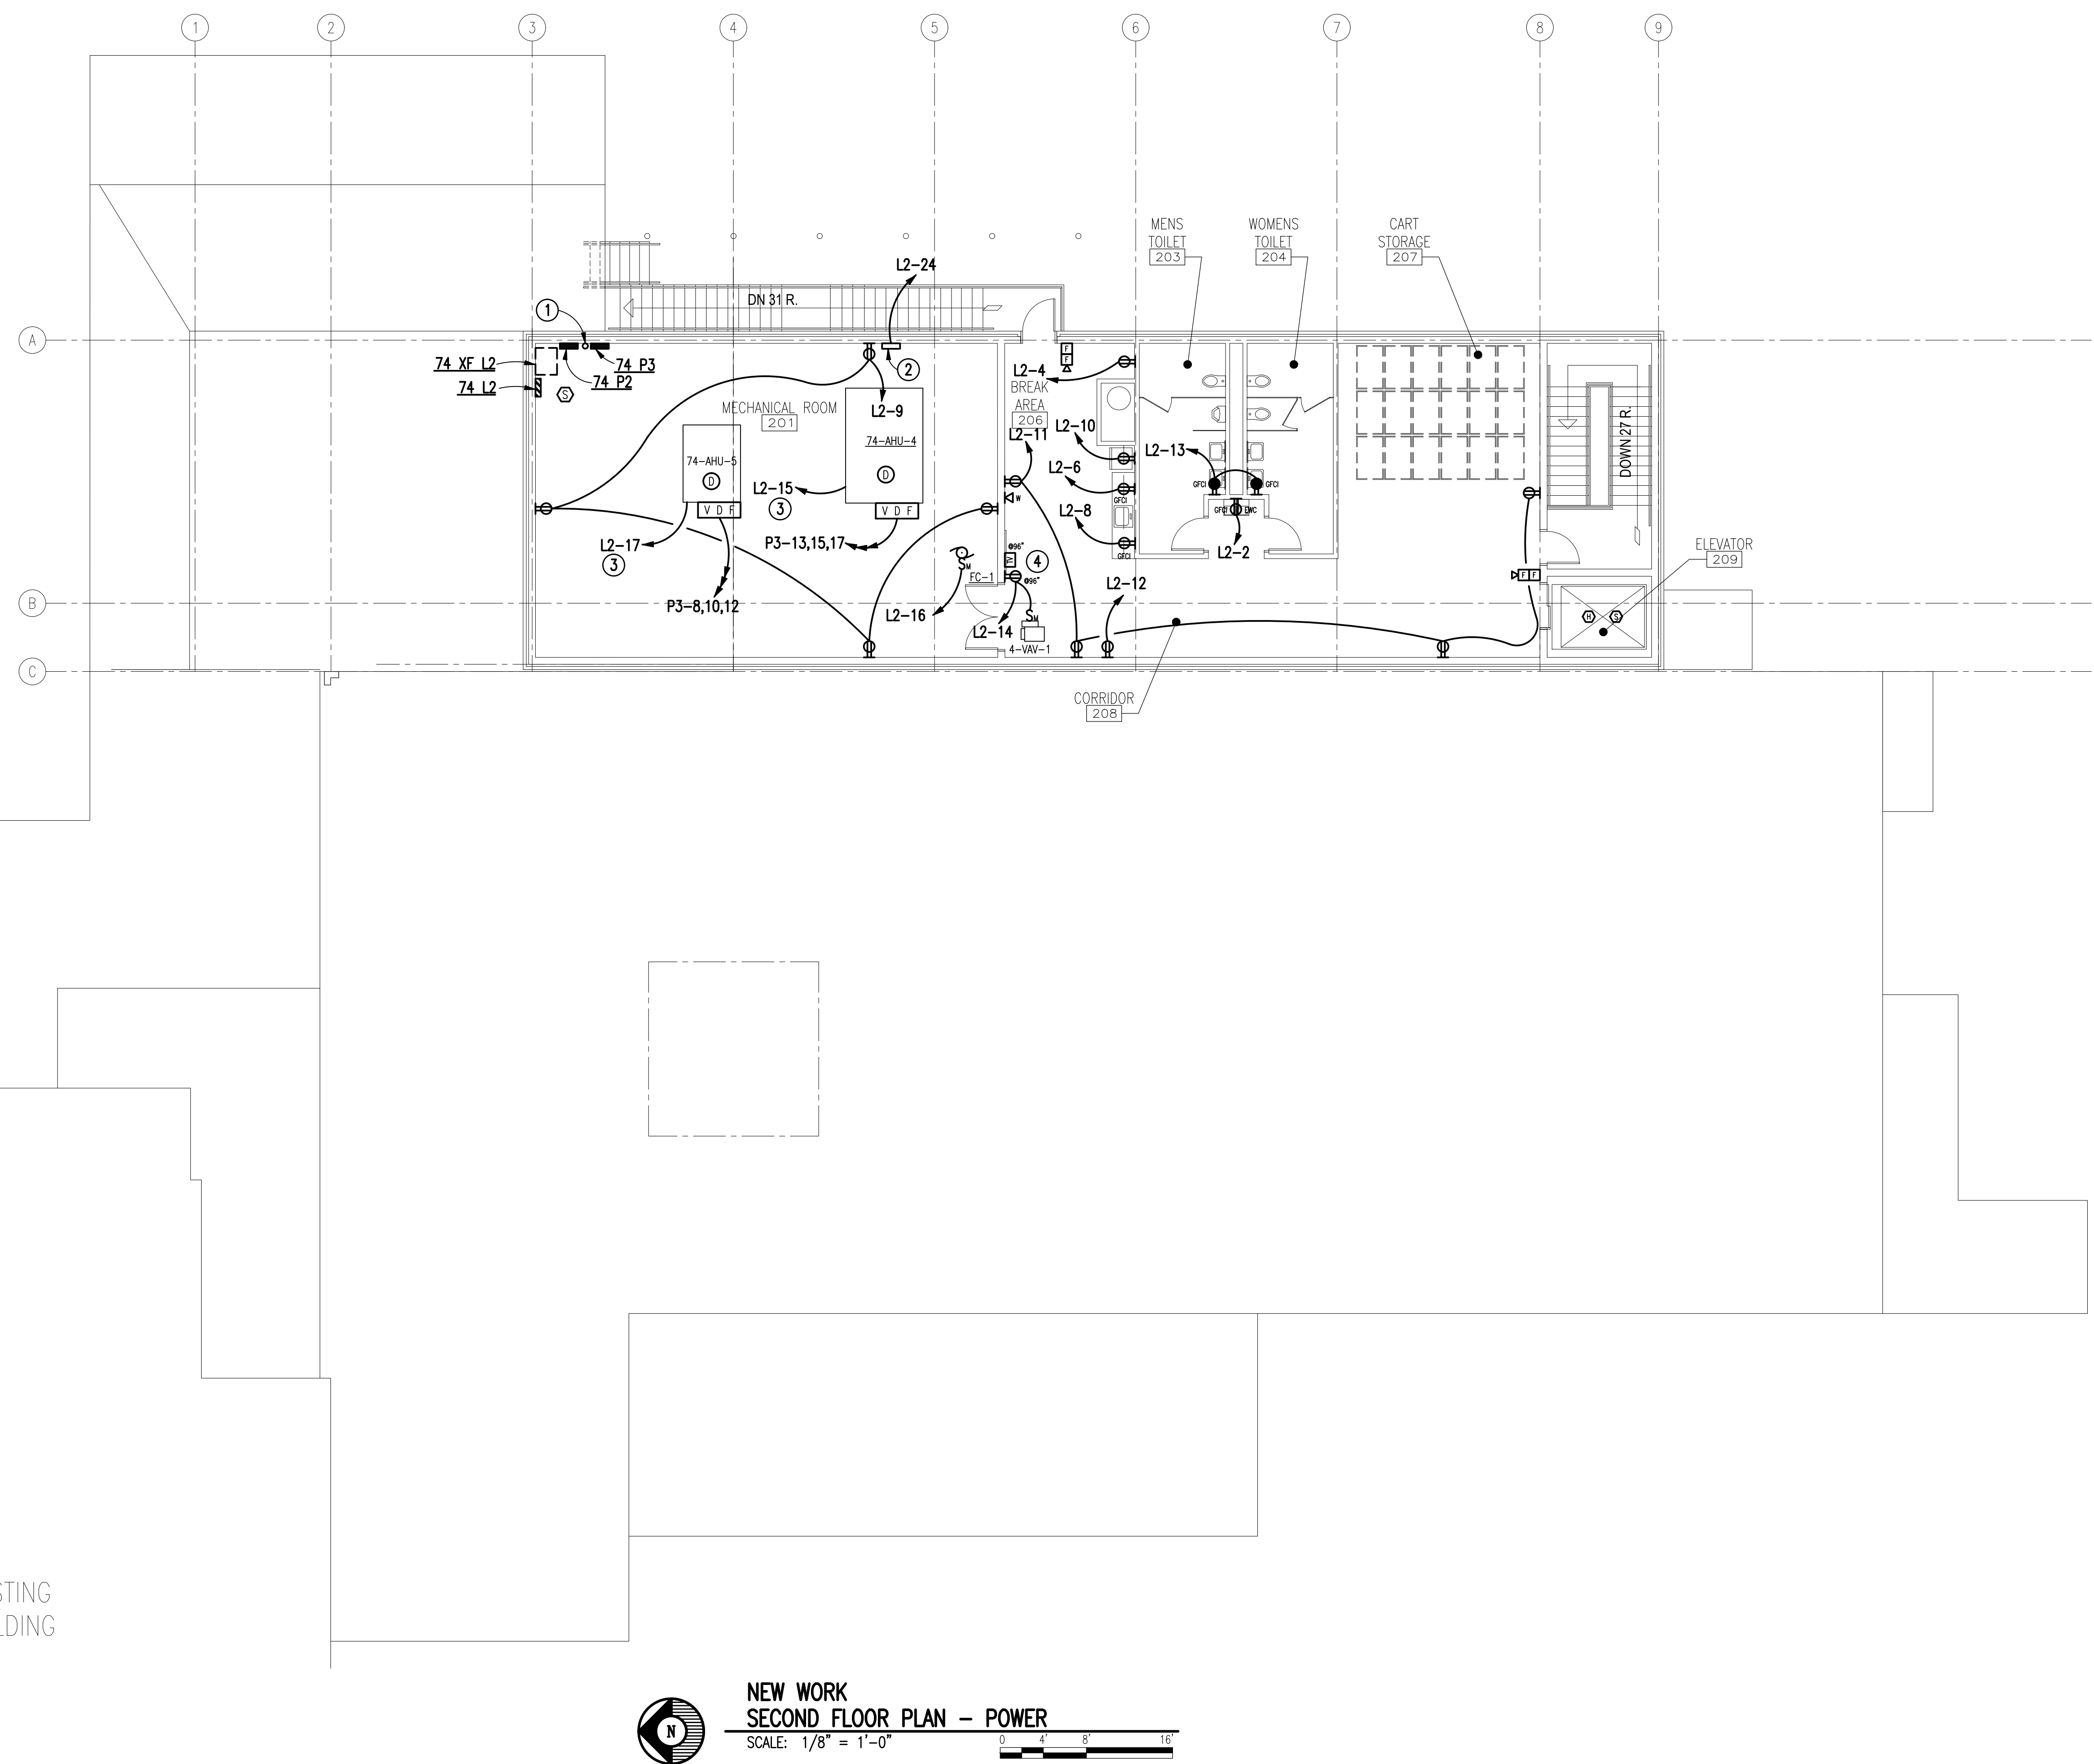 1 2 3 4 5 6 7 8 9
MENS
TOILET
203
WOMENS
TOILET
204
CART
STORAGE
207
L2-24
DN 31 R.
1
A
74 XF L2
74 P3
74 P2
74 L2
S
2
L2-9
MECHANICAL ROOM
201
74-AHU-4
D
74-AHU-5
D
V D F
V D F
L2-15
3
L2-17
3
P3-13,15,17
P3-8,10,12
F
F
L2-4
BREAK
AREA
206
L2-11
L2-10
L2-6
L2-8
W
GFCI
GFCI
L2-13
GFCI
GFCI
GFCI
EWC
L2-2
@96"
TV
4
@96"
FC-1
SM
L2-16
L2-14
SM
4-VAV-1
L2-12
F F
DOWN 27 R.
ELEVATOR
209
H
S
B
C
CORRIDOR
208
STING
LDING
N
NEW WORK
SECOND FLOOR PLAN - POWER
SCALE: 1/8" = 1'-0"
0 4' 8' 16'